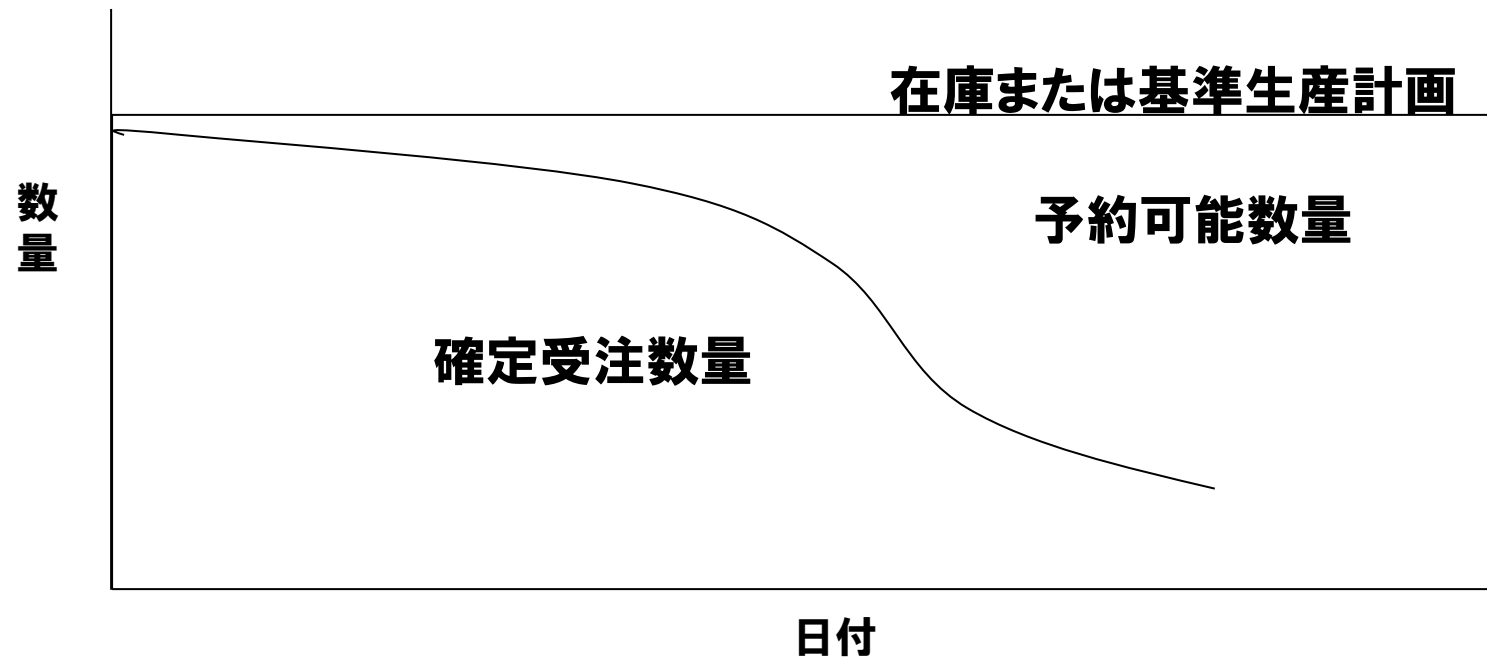 在庫または基準生産計画
数量
予約可能数量
確定受注数量
日付